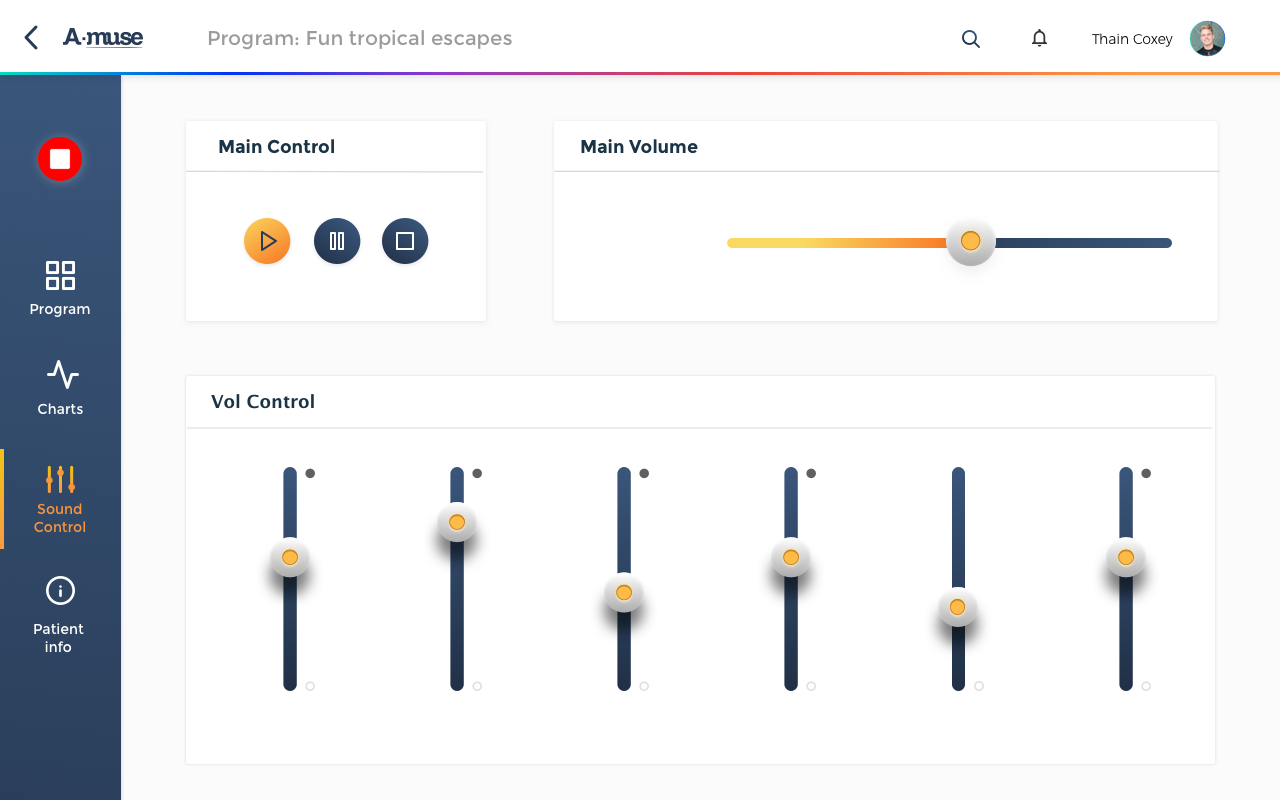 A·muse
Program: Fun tropical escapes
Thain Coxey
Main Control
Main Volume
Program
Charts
Sound
Control
Patient
info
Vol Control